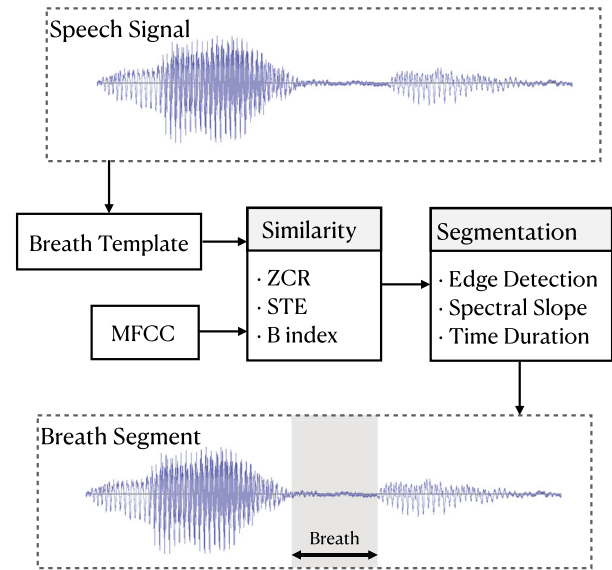 Speech Signal
Breath Template
MFCC
Similarity
· ZCR
· STE
· B index
Segmentation
· Edge Detection
· Spectral Slope
· Time Duration
Breath Segment
Breath